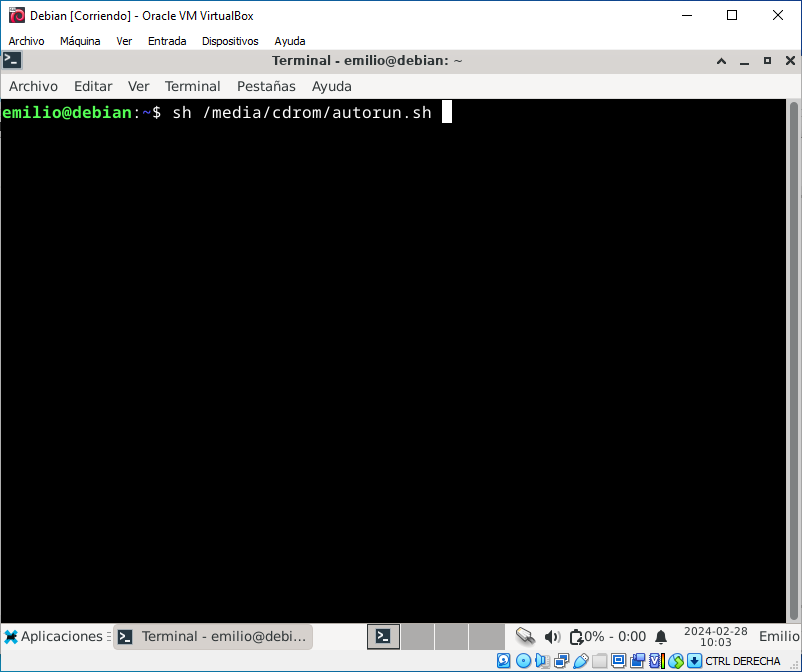 Debian [Corriendo] - Oracle VM VirtualBox
Archivo Máquina Ver Entrada Dispositivos Ayuda
Terminal - emilio@debian: ~
Archivo Editar Ver Terminal Pestañas Ayuda
emilio@debian:~$ sh /media/cdrom/autorun.sh
Aplicaciones Terminal - emilio@debi... 0% - 0:00 2024-02-28 Emilio
10:03
CTRL DERECHA